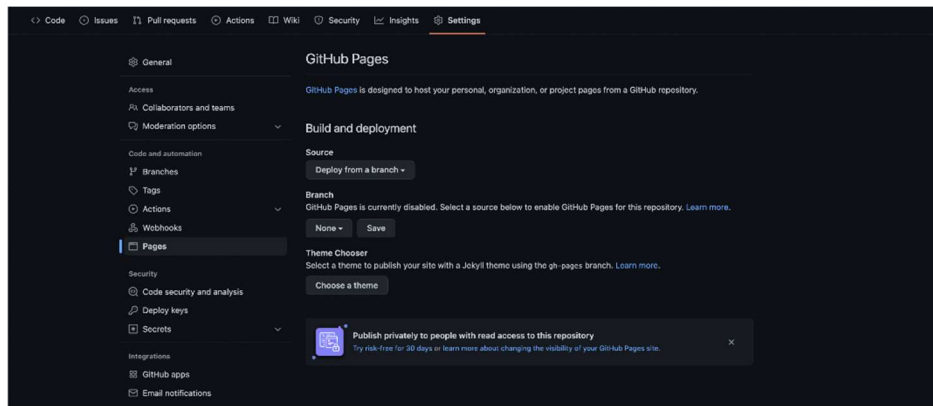 Code Issues Pull requests Actions Wiki Security Insights Settings
General
Access
Collaborators and teams
Moderation options
Code and automation
Branches
Tags
Actions
Webhooks
Pages
Security
Code security and analysis
Deploy keys
Secrets
Integrations
GitHub apps
Email notifications
GitHub Pages
GitHub Pages is designed to host your personal, organization, or project pages from a GitHub repository.
Build and deployment
Source
Deploy from a branch
Branch
GitHub Pages is currently disabled. Select a source below to enable GitHub Pages for this repository. Learn more.
None Save
Theme Chooser
Select a theme to publish your site with a Jekyll theme using the gh-pages branch. Learn more.
Choose a theme
Publish privately to people with read access to this repository
Try risk-free for 30 days or learn more about changing the visibility of your GitHub Pages site.